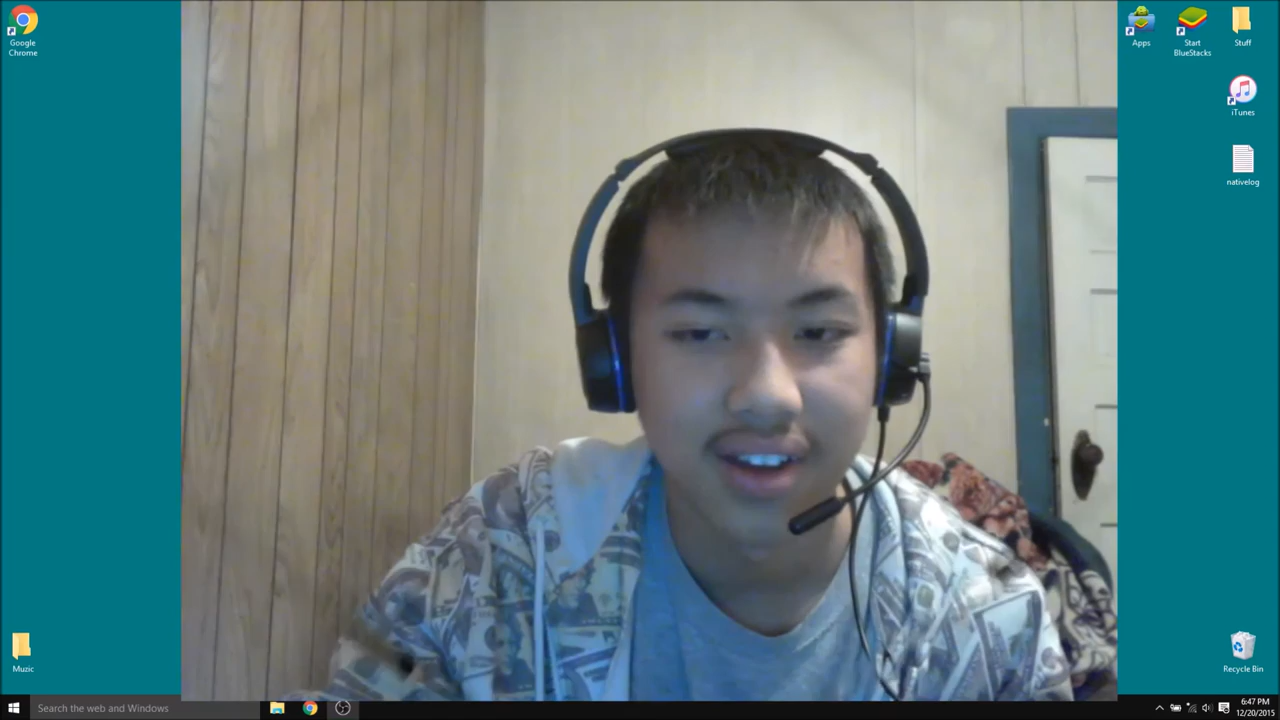 Google
Chrome
Apps
Start
BlueStacks
Stuff
iTunes
nativelog
Muzic
Recycle Bin
Search the web and Windows
6:47 PM
12/20/2015